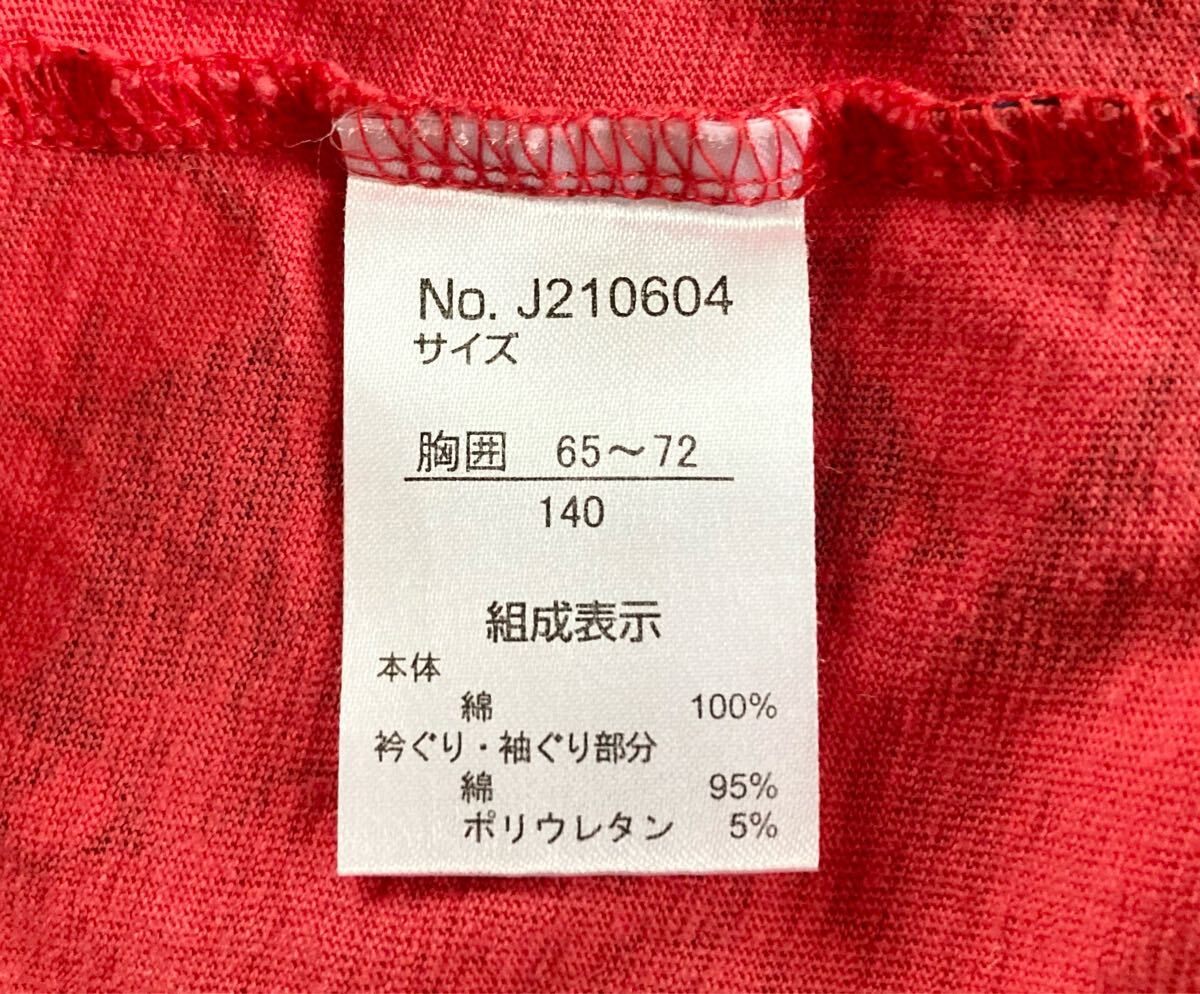 No. J210604
サイズ
胸囲 65～72
140
組成表示
本体
綿 100%
衿ぐり・袖ぐり部分
綿 95%
ポリウレタン 5%